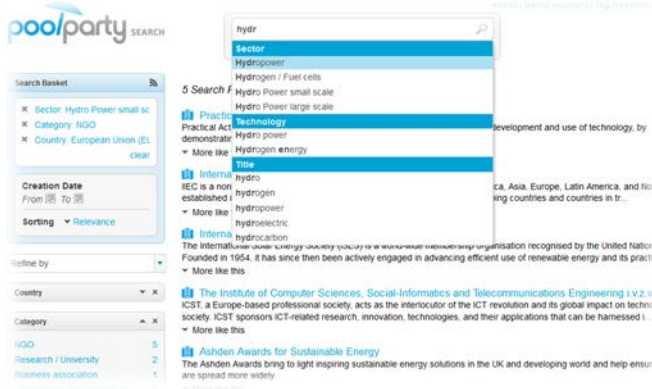 poolparty SEARCH
hydr
Sector
Hydropower
Hydrogen / Fuel cells
Hydro Power small scale
Hydro Power large scale
Technology
Hydro power
Hydrogen energy
Title
hydro
hydrogen
hydropower
hydroelectric
hydrocarbon
Search Basket
Sector: Hydro Power small sc
Category: NGO
Country: European Union (EU
clear
Creation Date
From To
Sorting Relevance
Refine by
Country
Category
NGO 5
Research / University 2
Business association 1
5 Search
Practical Act
development and use of technology, by
demonstratin
More like
Interna
IEC is a non
ca, Asia, Europe, Latin America, and No
established i
ing countries and countries in tr...
More like
Interna
The International Solar Energy Society (ISES) is a world-wide membership organisation recognised by the United Nation
Founded in 1954, it has since then been actively engaged in advancing efficient use of renewable energy and its practi
More like this
The Institute of Computer Sciences, Social-Informatics and Telecommunications Engineering i.v.z.w
ICST, a Europe-based professional society, acts as the interlocutor of the ICT revolution and its global impact on techno
society. ICST sponsors ICT-related research, innovation, technologies, and their applications that can be harnessed i...
More like this
Ashden Awards for Sustainable Energy
The Ashden Awards bring to light inspiring sustainable energy solutions in the UK and developing world and help ensur
are spread more widely.